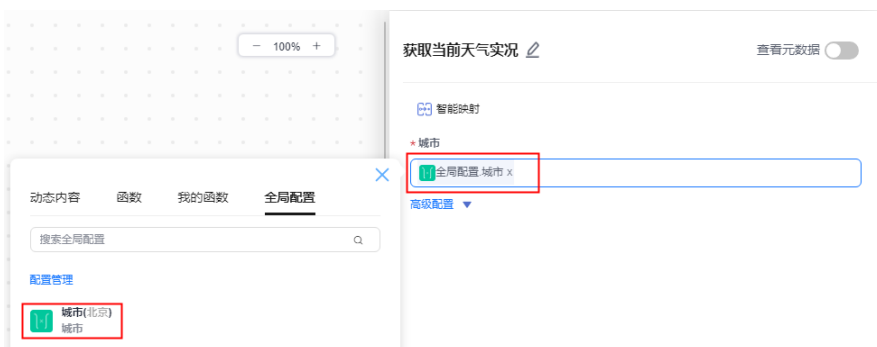 − 100% +
获取当前天气实况
查看元数据
智能映射
* 城市
全局配置.城市 x
高级配置 ▼
动态内容 函数 我的函数 全局配置
搜索全局配置
配置管理
城市(北京)
城市